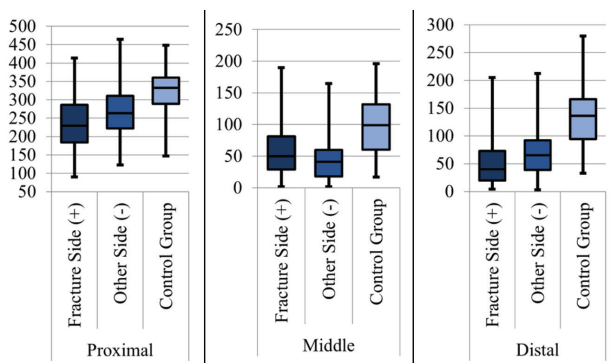 500
450
400
350
300
250
200
150
100
50
Fracture Side (+)
Other Side (-)
Control Group
Proximal
250
200
150
100
50
0
Fracture Side (+)
Other Side (-)
Control Group
Middle
300
250
200
150
100
50
0
Fracture Side (+)
Other Side (-)
Control Group
Distal